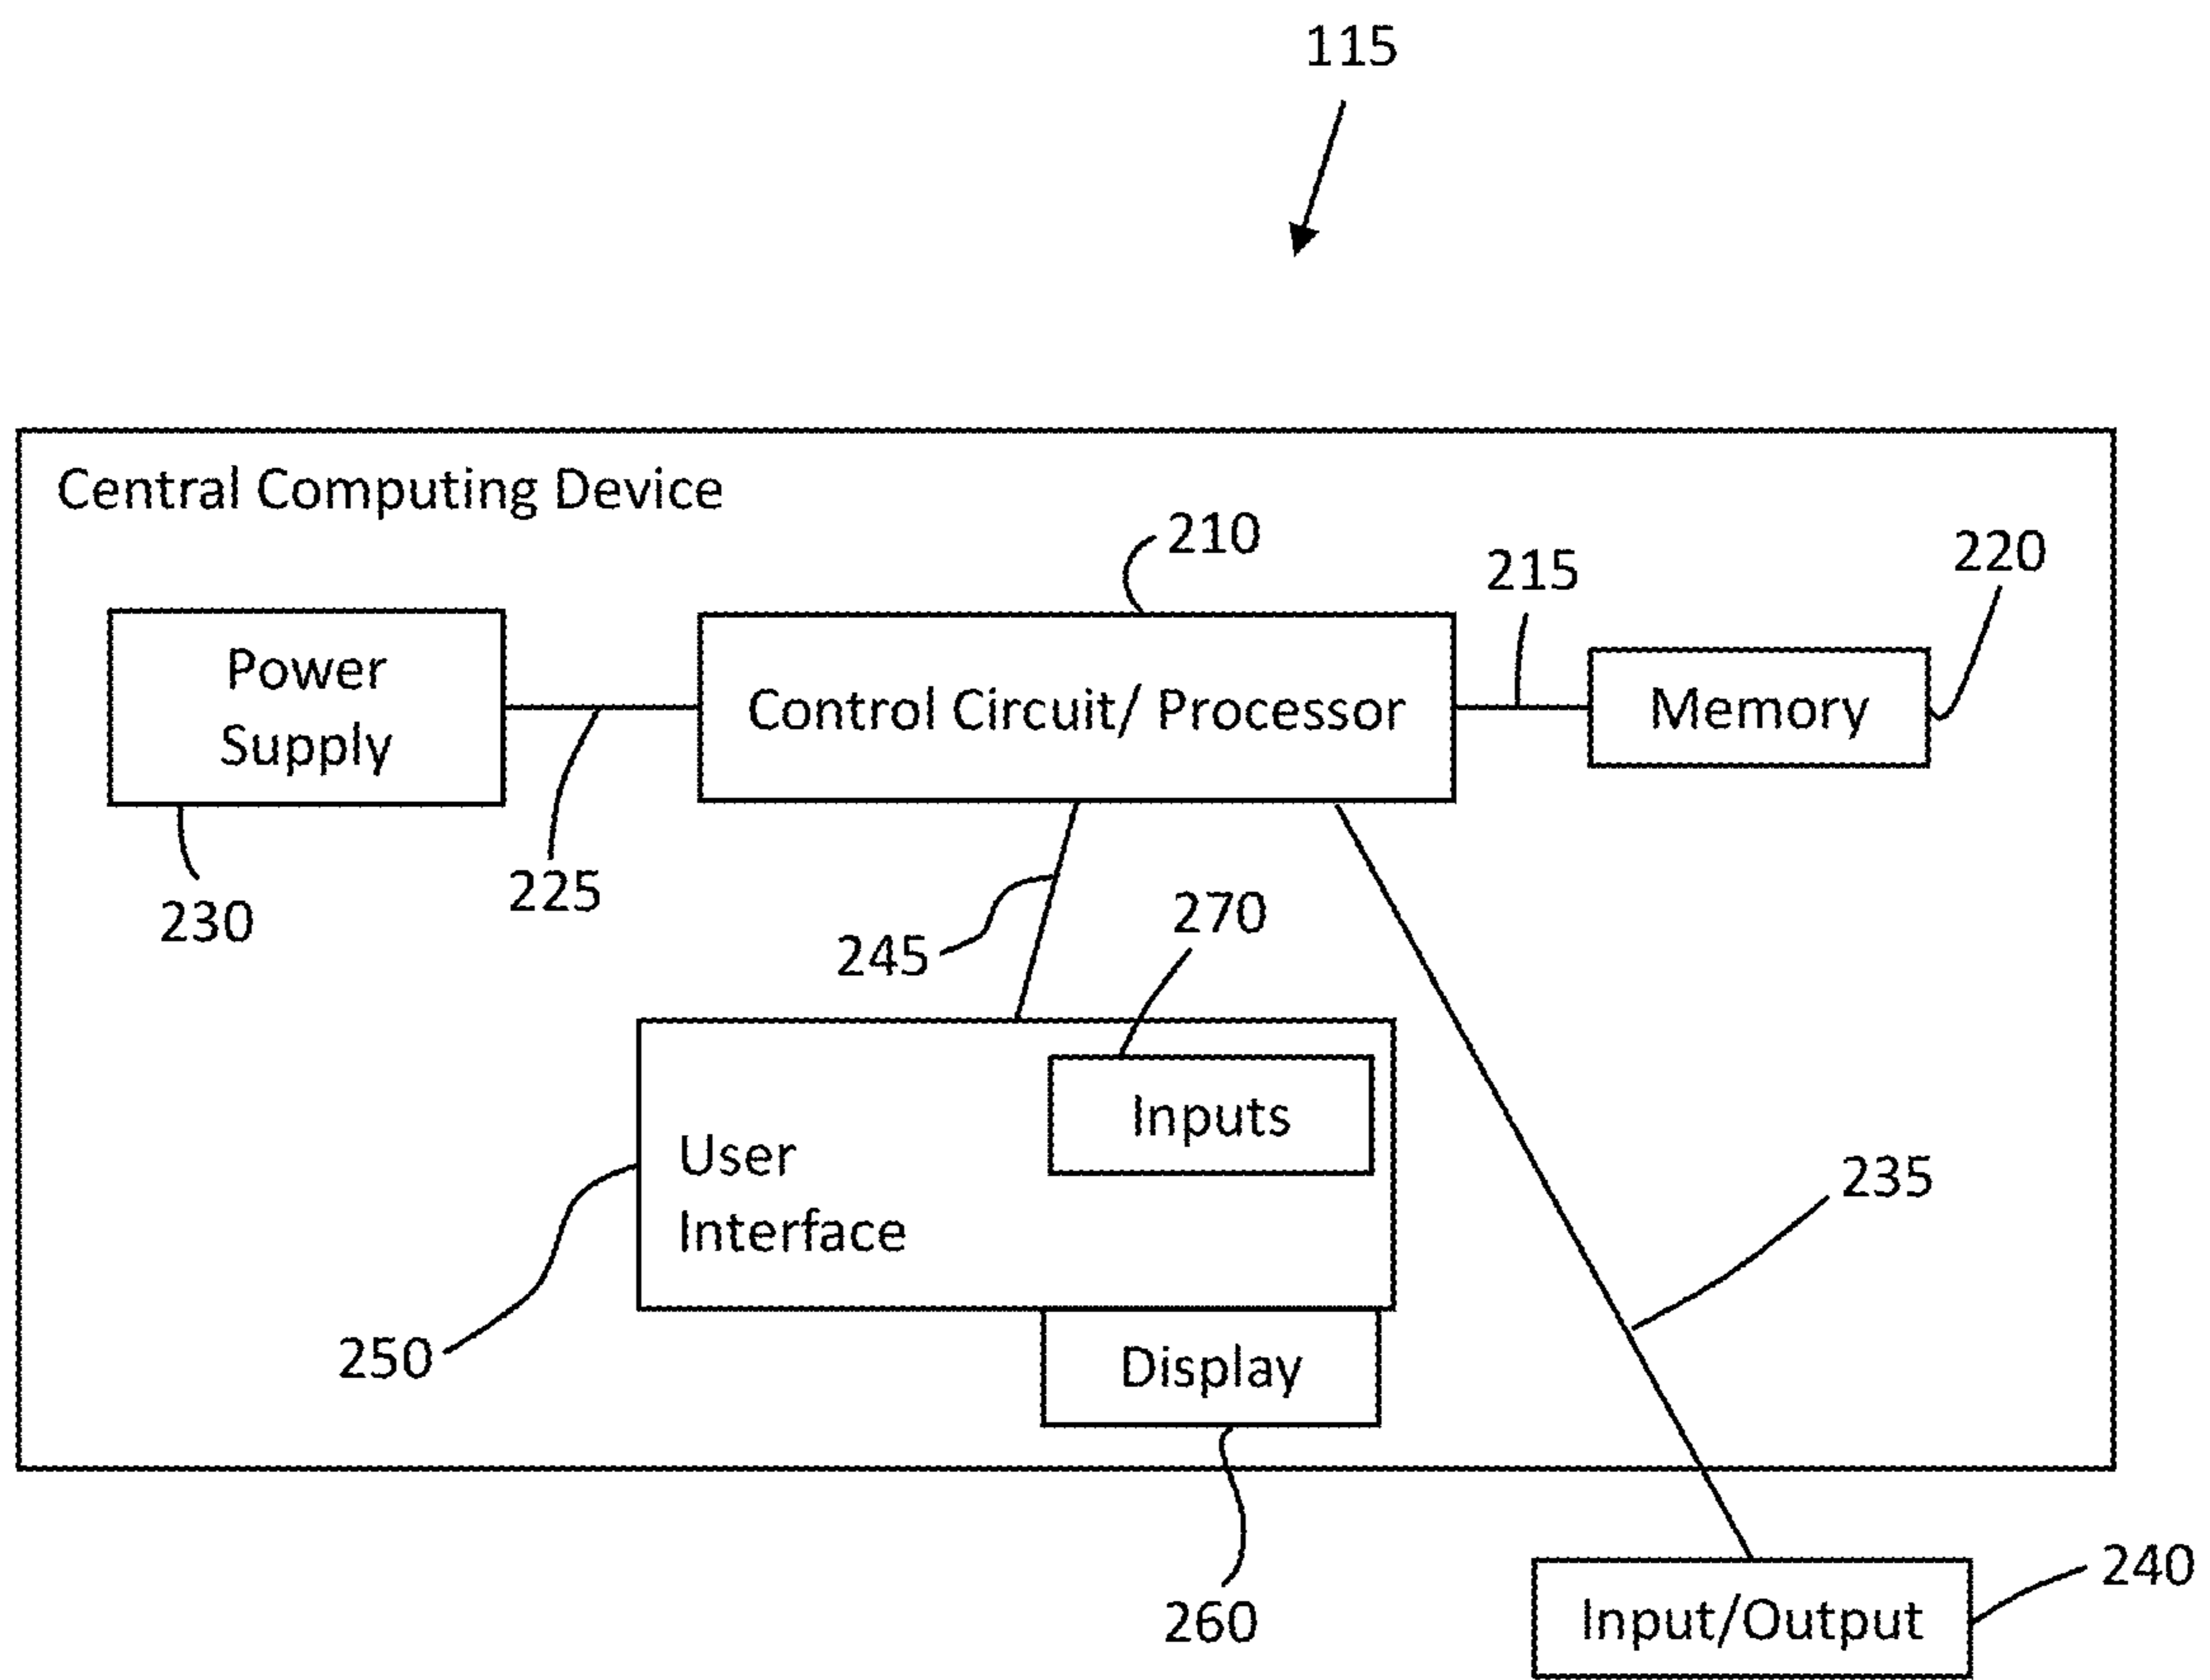 115
Central Computing Device
210
215
220
Power
Supply
Control Circuit/ Processor
Memory
230
225
245
270
Inputs
User
Interface
235
250
Display
260
240
Input/Output